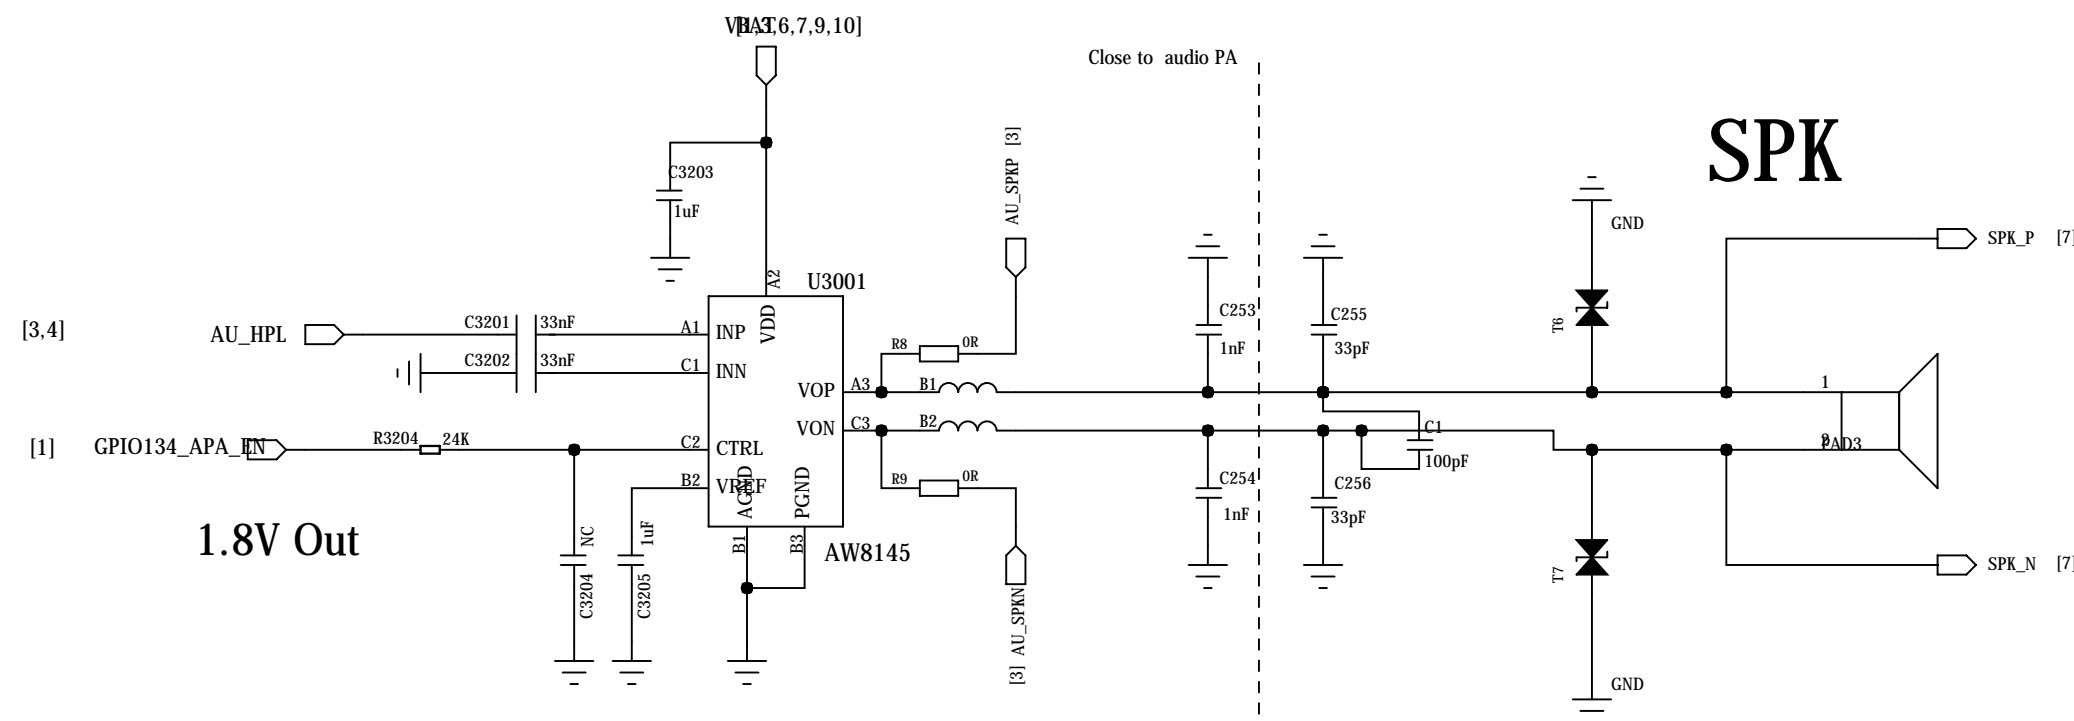 VBAT
[1,3,6,7,9,10]
Close to audio PA
SPK
AU_SPKP [3]
C3203
1uF
GND
SPK_P [7]
A2
U3001
[3,4]
AU_HPL
C3201
33nF
A1
INP
VDD
C3202
33nF
C1
INN
R8
0R
C253
1nF
C255
33pF
T6
VOP
A3
B1
1
VON
C3
B2
C1
100pF
2
PAD3
[1]
GPIO134_APA_EN
R3204
24K
C2
CTRL
B2
VREF
AGND
PGND
R9
0R
C254
1nF
C256
33pF
1.8V Out
NC
1uF
B1
B3
AW8145
C3204
C3205
[3] AU_SPKN
T7
SPK_N [7]
GND